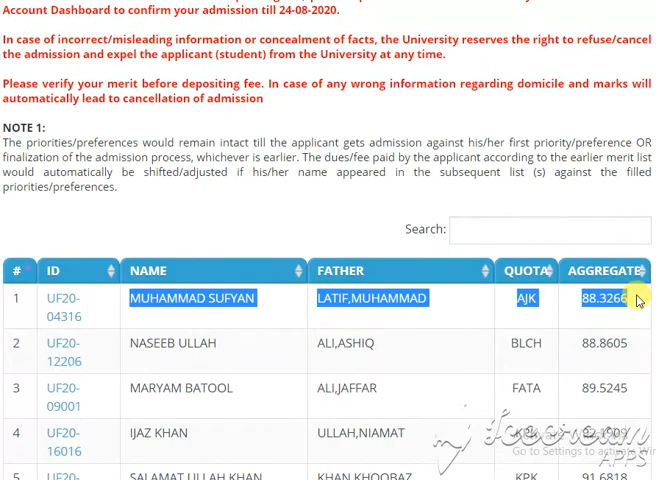 Account Dashboard to confirm your admission till 24-08-2020.
In case of incorrect/misleading information or concealment of facts, the University reserves the right to refuse/cancel
the admission and expel the applicant (student) from the University at any time.
Please verify your merit before depositing fee. In case of any wrong information regarding domicile and marks will
automatically lead to cancellation of admission
NOTE 1:
The priorities/preferences would remain intact till the applicant gets admission against his/her first priority/preference OR
finalization of the admission process, whichever is earlier. The dues/fee paid by the applicant according to the earlier merit list
would automatically be shifted/adjusted if his/her name appeared in the subsequent list (s) against the filled
priorities/preferences.
Search:
# ID NAME FATHER QUOTA AGGREGATE
1 UF20-04316 MUHAMMAD SUFYAN LATIF,MUHAMMAD AJK 88.3266
2 UF20-12206 NASEEB ULLAH ALI,ASHIQ BLCH 88.8605
3 UF20-09001 MARYAM BATOOL ALI,JAFFAR FATA 89.5245
4 UF20-16016 IJAZ KHAN ULLAH,NIAMAT KPK
5 UF20- SALAMAT ULLAH KHAN KHAN,KHOOBAZ KPK 91.6818
Go to Settings to activate Win
APPS